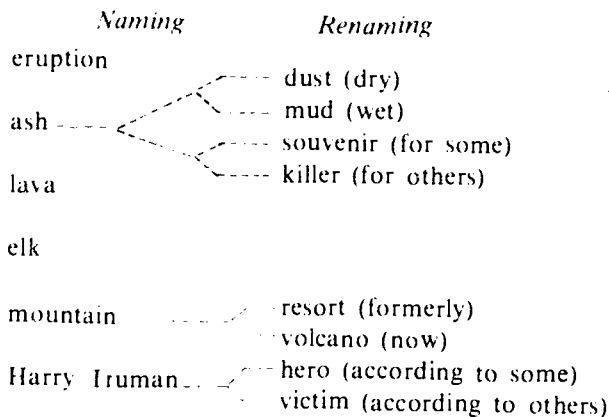 Naming Renaming
eruption
dust (dry)
ash mud (wet)
souvenir (for some)
killer (for others)
lava
elk
mountain resort (formerly)
volcano (now)
Harry Truman hero (according to some)
victim (according to others)